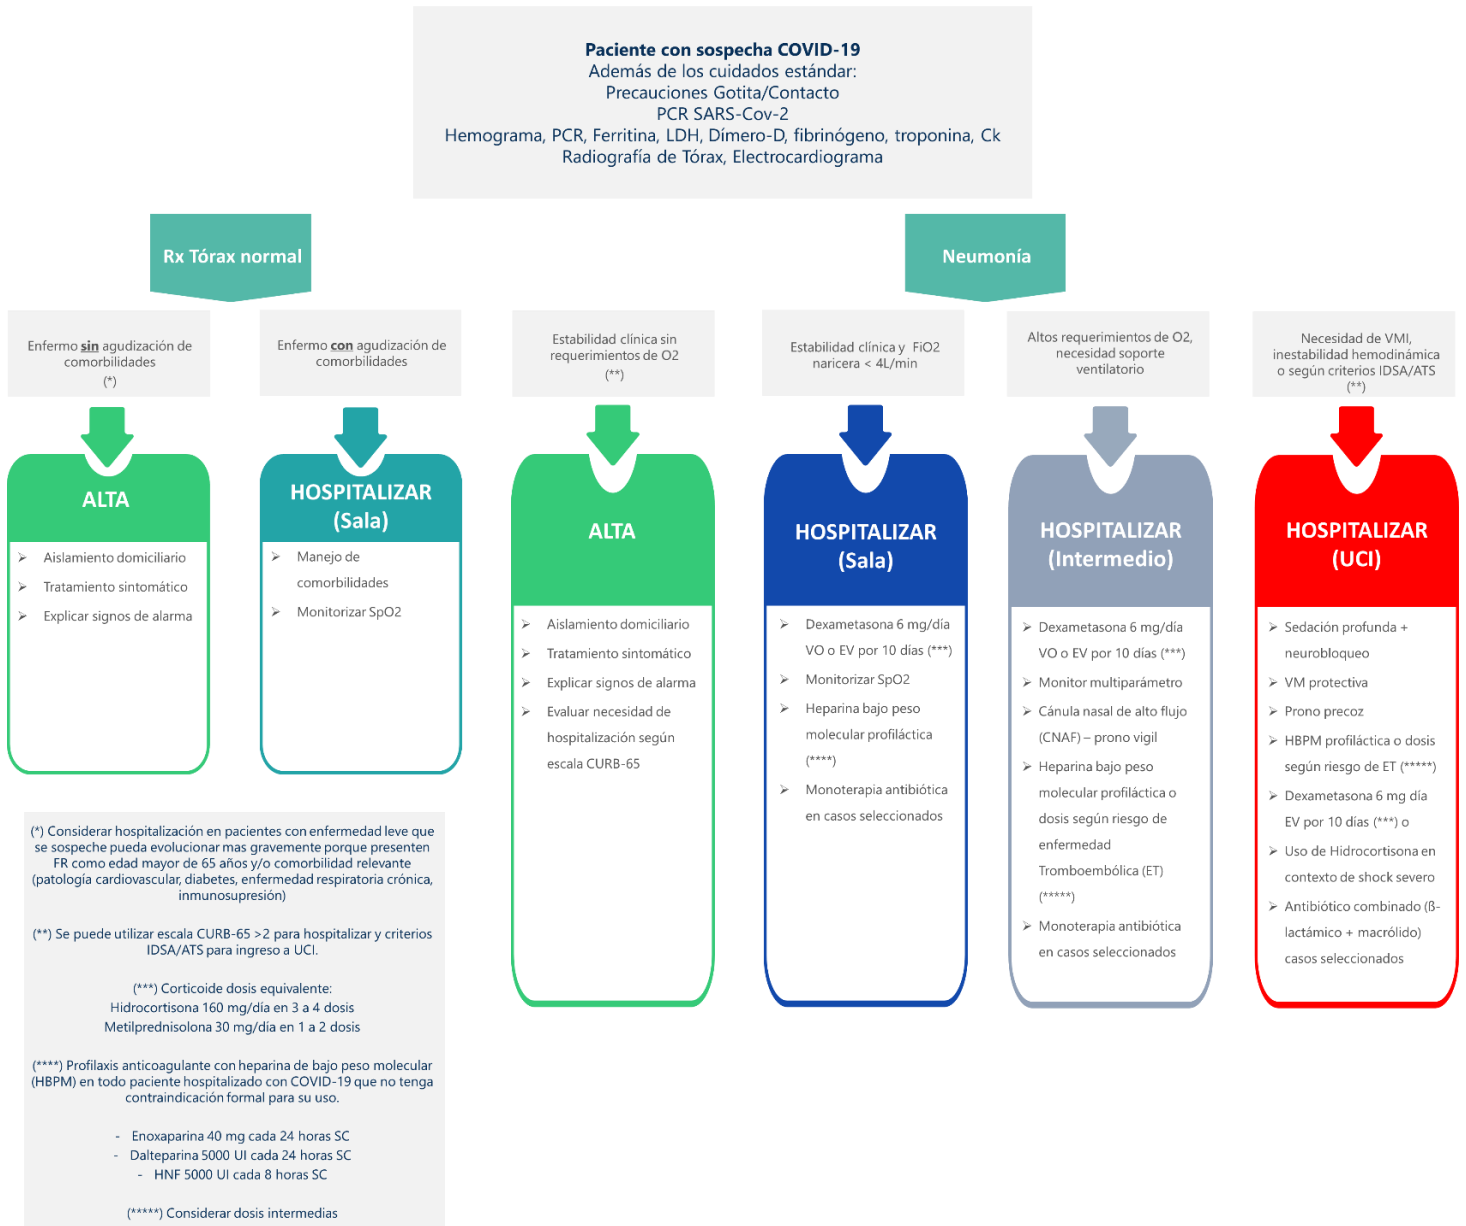 Paciente con sospecha COVID-19
Además de los cuidados estándar:
Precauciones Gotita/Contacto
PCR SARS-Cov-2
Hemograma, PCR, Ferritina, LDH, Dímero-D, fibrinógeno, troponina, Ck
Radiografía de Tórax, Electrocardiograma
Rx Tórax normal
Neumonía
Enfermo sin agudización de
comorbilidades
(*)
Enfermo con agudización de
comorbilidades
Estabilidad clínica sin
requerimientos de O2
(**)
Estabilidad clínica y FiO2
naricera < 4L/min
Altos requerimientos de O2,
necesidad soporte
ventilatorio
Necesidad de VMI,
inestabilidad hemodinámica
o según criterios IDSA/ATS
(**)
ALTA
➢ Aislamiento domiciliario
➢ Tratamiento sintomático
➢ Explicar signos de alarma
HOSPITALIZAR
(Sala)
➢ Manejo de
comorbilidades
➢ Monitorizar SpO2
ALTA
➢ Aislamiento domiciliario
➢ Tratamiento sintomático
➢ Explicar signos de alarma
➢ Evaluar necesidad de
hospitalización según
escala CURB-65
HOSPITALIZAR
(Sala)
➢ Dexametasona 6 mg/día
VO o EV por 10 días (***)
➢ Monitorizar SpO2
➢ Heparina bajo peso
molecular profiláctica
(****)
➢ Monoterapia antibiótica
en casos seleccionados
HOSPITALIZAR
(Intermedio)
➢ Dexametasona 6 mg/día
VO o EV por 10 días (***)
➢ Monitor multiparámetro
➢ Cánula nasal de alto flujo
(CNAF) – prono vigil
➢ Heparina bajo peso
molecular profiláctica o
dosis según riesgo de
enfermedad
Tromboembólica (ET)
(*****)
➢ Monoterapia antibiótica
en casos seleccionados
HOSPITALIZAR
(UCI)
➢ Sedación profunda +
neurobloqueo
➢ VM protectiva
➢ Prono precoz
➢ HBPM profiláctica o dosis
según riesgo de ET (*****)
➢ Dexametasona 6 mg día
EV por 10 días (***) o
➢ Uso de Hidrocortisona en
contexto de shock severo
➢ Antibiótico combinado (ß-
lactámico + macrólido)
casos seleccionados
(*) Considerar hospitalización en pacientes con enfermedad leve que
se sospeche pueda evolucionar mas gravemente porque presenten
FR como edad mayor de 65 años y/o comorbilidad relevante
(patología cardiovascular, diabetes, enfermedad respiratoria crónica,
inmunosupresión)
(**) Se puede utilizar escala CURB-65 >2 para hospitalizar y criterios
IDSA/ATS para ingreso a UCI.
(***) Corticoide dosis equivalente:
Hidrocortisona 160 mg/día en 3 a 4 dosis
Metilprednisolona 30 mg/día en 1 a 2 dosis
(****) Profilaxis anticoagulante con heparina de bajo peso molecular
(HBPM) en todo paciente hospitalizado con COVID-19 que no tenga
contraindicación formal para su uso.
- Enoxaparina 40 mg cada 24 horas SC
- Dalteparina 5000 UI cada 24 horas SC
- HNF 5000 UI cada 8 horas SC
(*****) Considerar dosis intermedias